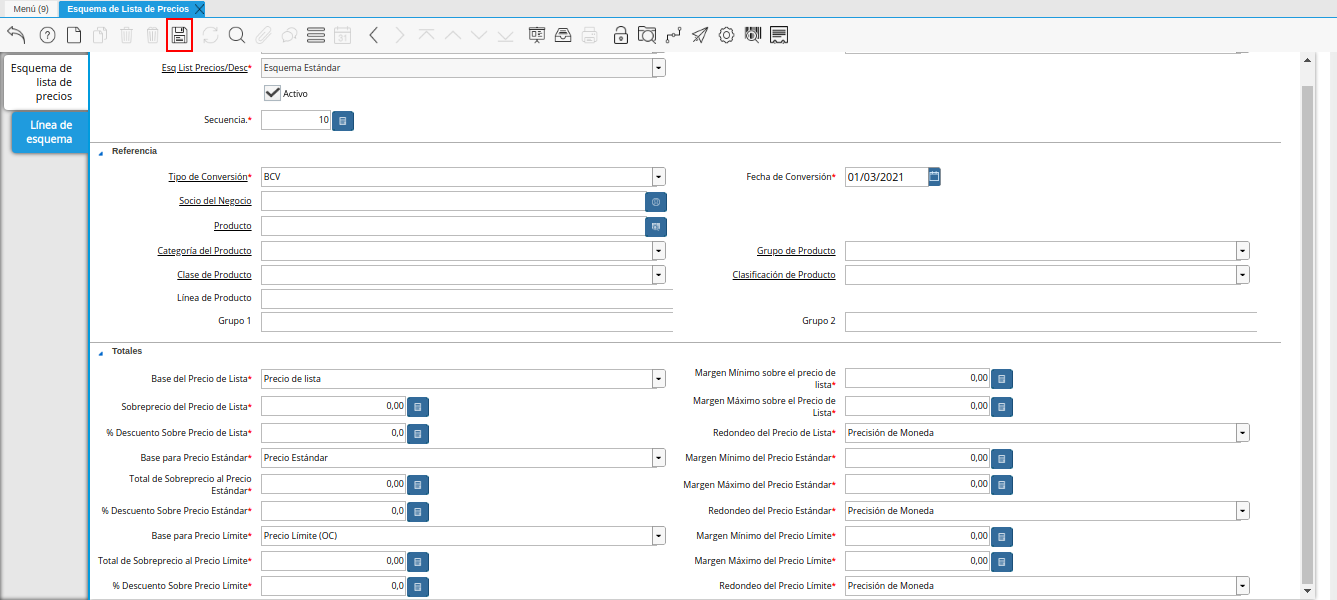 Menú (9)
Esquema de Lista de Precios
31
Esquema de
lista de
precios
Línea de
esquema
Esq List Precios/Desc* Esquema Estándar
Activo
Secuencia.* 10
Referencia
Tipo de Conversión* BCV
Fecha de Conversión* 01/03/2021
Socio del Negocio
Producto
Categoría del Producto
Grupo de Producto
Clase de Producto
Clasificación de Producto
Línea de Producto
Grupo 1
Grupo 2
Totales
Base del Precio de Lista* Precio de lista
Margen Mínimo sobre el precio de
lista* 0,00
Sobreprecio del Precio de Lista* 0,00
Margen Máximo sobre el Precio de
Lista* 0,00
% Descuento Sobre Precio de Lista* 0,0
Redondeo del Precio de Lista* Precisión de Moneda
Base para Precio Estándar* Precio Estándar
Margen Mínimo del Precio Estándar* 0,00
Total de Sobreprecio al Precio
Estándar* 0,00
Margen Máximo del Precio Estándar* 0,00
% Descuento Sobre Precio Estándar* 0,0
Redondeo del Precio Estándar* Precisión de Moneda
Base para Precio Límite* Precio Límite (OC)
Margen Mínimo del Precio Límite* 0,00
Total de Sobreprecio al Precio Límite* 0,00
Margen Máximo del Precio Límite* 0,00
% Descuento Sobre Precio Límite* 0,0
Redondeo del Precio Límite* Precisión de Moneda